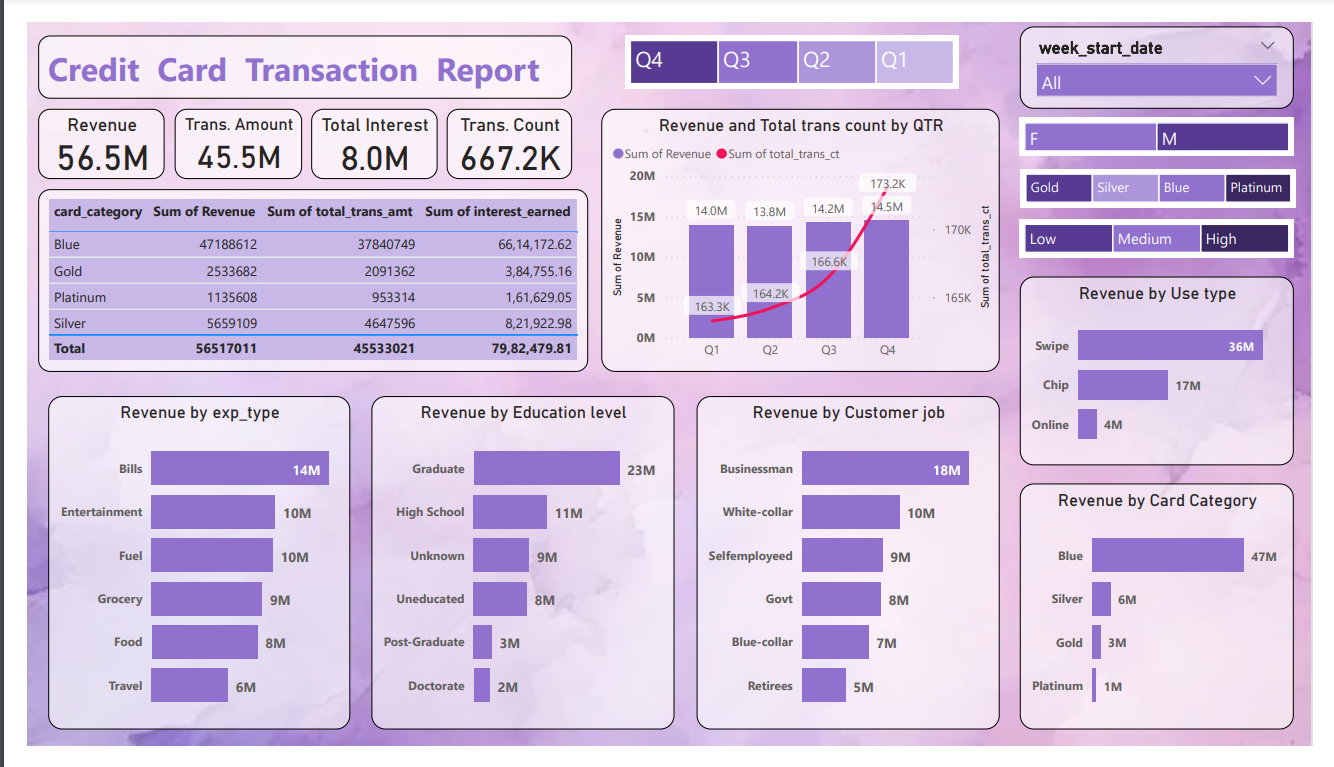 Credit Card Transaction Report
Q4 Q3 Q2 Q1
week_start_date
All
Revenue
56.5M
Trans. Amount
45.5M
Total Interest
8.0M
Trans. Count
667.2K
F M
Gold Silver Blue Platinum
Low Medium High
card_category Sum of Revenue Sum of total_trans_amt Sum of interest_earned
Blue 47188612 37840749 66,14,172.62
Gold 2533682 2091362 3,84,755.16
Platinum 1135608 953314 1,61,629.05
Silver 5659109 4647596 8,21,922.98
Total 56517011 45533021 79,82,479.81
Revenue and Total trans count by QTR
Sum of Revenue Sum of total_trans_ct
Sum of Revenue
20M
15M
10M
5M
0M
14.0M 13.8M 14.2M 14.5M
163.3K 164.2K 166.6K 173.2K
Q1 Q2 Q3 Q4
170K
165K
Sum of total_trans_ct
Revenue by Use type
Swipe 36M
Chip 17M
Online 4M
Revenue by exp_type
Bills 14M
Entertainment 10M
Fuel 10M
Grocery 9M
Food 8M
Travel 6M
Revenue by Education level
Graduate 23M
High School 11M
Unknown 9M
Uneducated 8M
Post-Graduate 3M
Doctorate 2M
Revenue by Customer job
Businessman 18M
White-collar 10M
Selfemployeed 9M
Govt 8M
Blue-collar 7M
Retirees 5M
Revenue by Card Category
Blue 47M
Silver 6M
Gold 3M
Platinum 1M